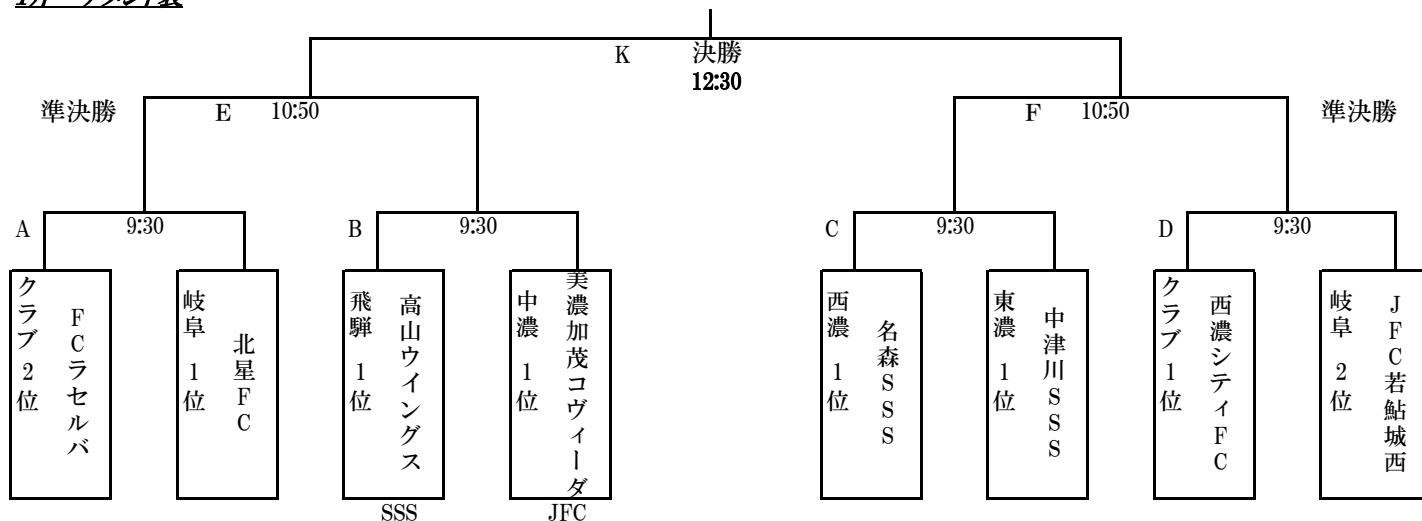 K 決勝
12:30
準決勝 E 10:50
F 10:50 準決勝
A 9:30
B 9:30
C 9:30
D 9:30
クラブ 2位
FCラセルバ
岐阜 1位
北星FC
飛騨 1位
高山ウイングス
SSS
中濃 1位
美濃加茂コヴィーダ
JFC
西濃 1位
名森SSS
東濃 1位
中津川SSS
クラブ 1位
西濃シティFC
岐阜 2位
JFC若鮎城西